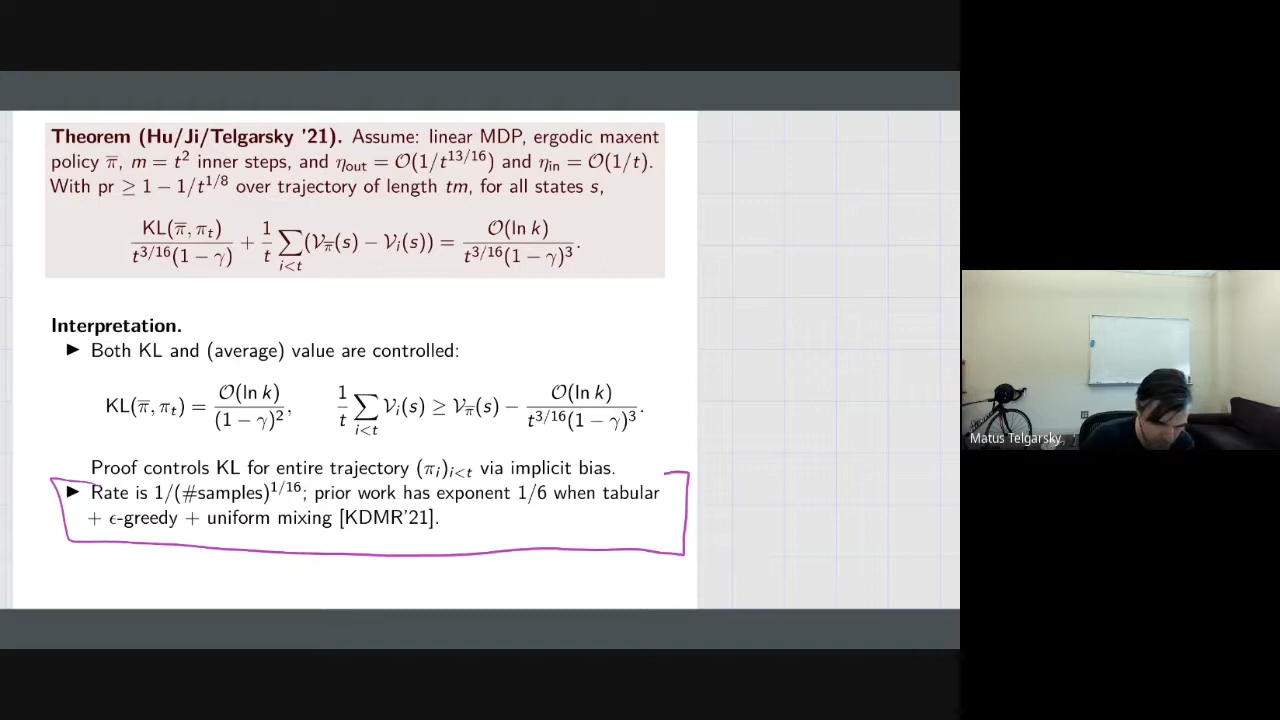 Theorem (Hu/Ji/Telgarsky '21). Assume: linear MDP, ergodic maxent
policy π̅, m = t² inner steps, and η_out = 𝒪(1/t^{13/16}) and η_in = 𝒪(1/t).
With pr ≥ 1 − 1/t^{1/8} over trajectory of length tm, for all states s,
KL(π̅, π_t) / (t^{3/16}(1 − γ)) + (1/t) ∑_{i<t} (𝒱_π̅(s) − 𝒱_i(s)) = 𝒪(ln k) / (t^{3/16}(1 − γ)³).
Interpretation.
▶ Both KL and (average) value are controlled:
KL(π̅, π_t) = 𝒪(ln k) / (1 − γ)², (1/t) ∑_{i<t} 𝒱_i(s) ≥ 𝒱_π̅(s) − 𝒪(ln k) / (t^{3/16}(1 − γ)³).
Proof controls KL for entire trajectory (π_i)_{i<t} via implicit bias.
▶ Rate is 1/(#samples)^{1/16}; prior work has exponent 1/6 when tabular
+ ϵ-greedy + uniform mixing [KDMR'21].
Matus Telgarsky